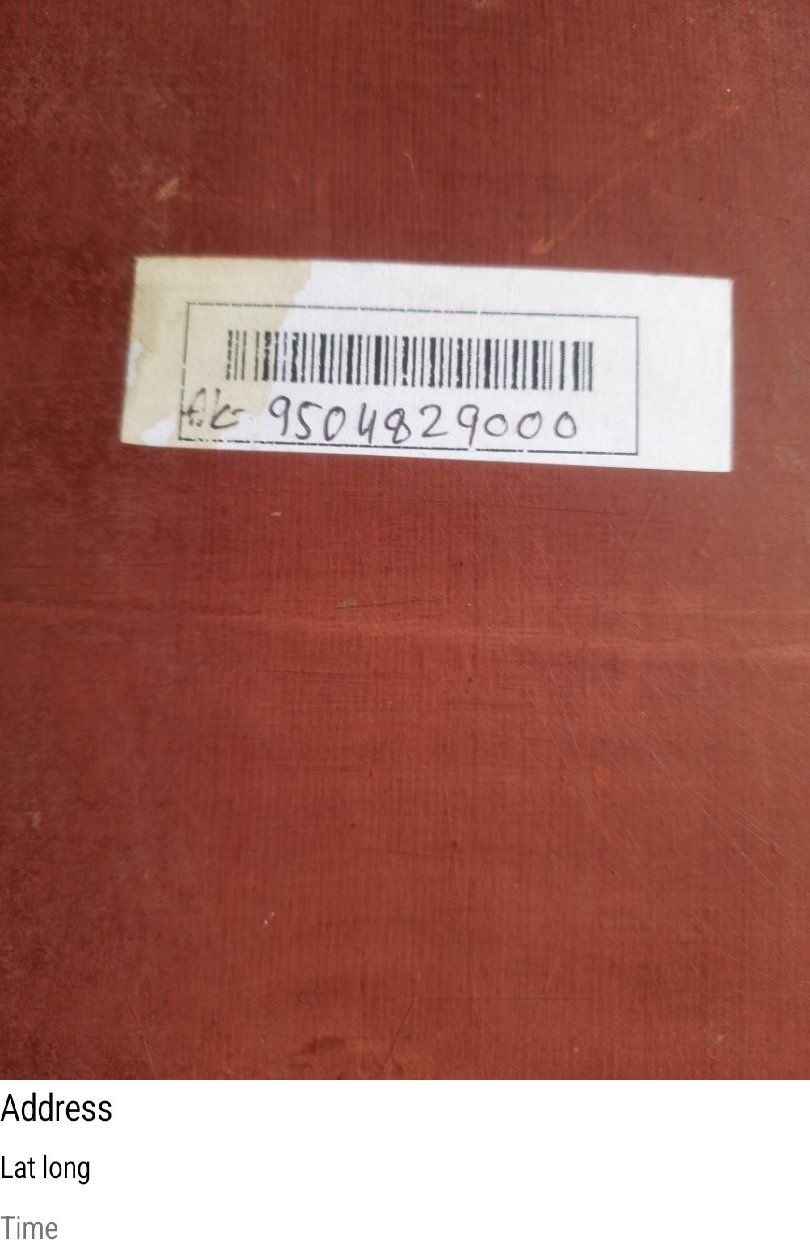 9504829000
Address
Lat long
Time